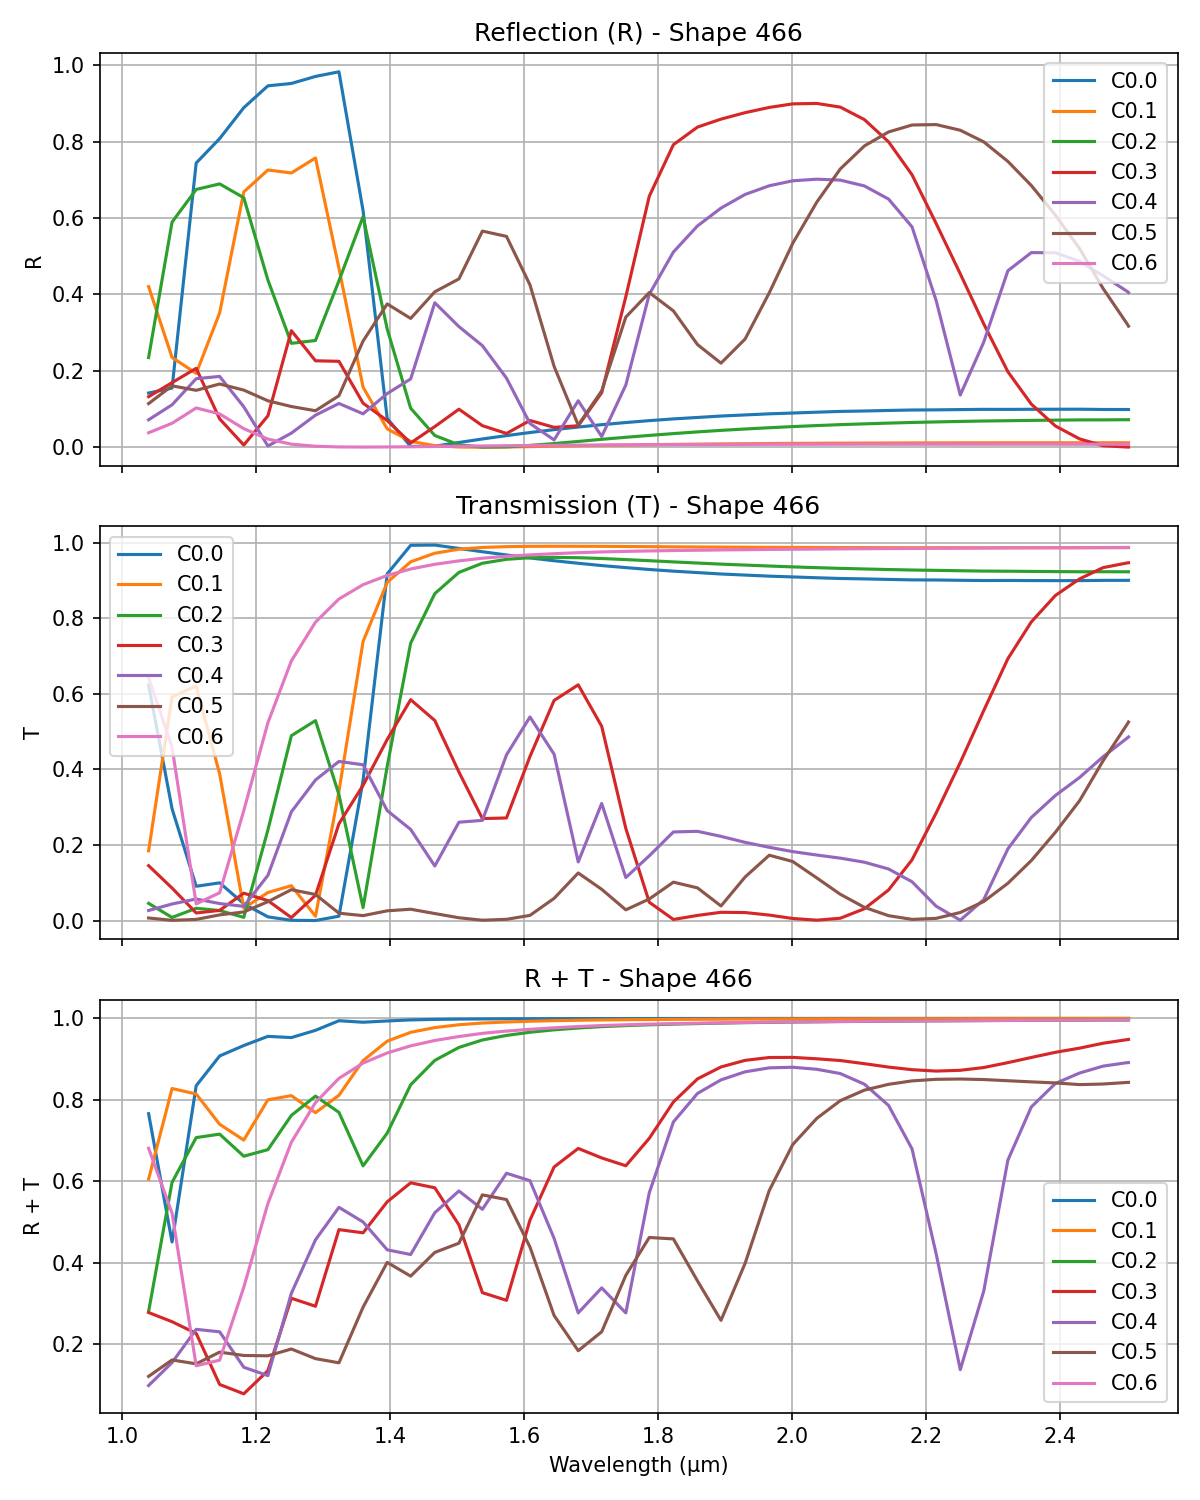 Reflection (R) - Shape 466
1.0
0.8
0.6
0.4
0.2
0.0
R
C0.0
C0.1
C0.2
C0.3
C0.4
C0.5
C0.6
Transmission (T) - Shape 466
1.0
0.8
0.6
0.4
0.2
0.0
T
C0.0
C0.1
C0.2
C0.3
C0.4
C0.5
C0.6
R + T - Shape 466
1.0
0.8
0.6
0.4
0.2
R + T
C0.0
C0.1
C0.2
C0.3
C0.4
C0.5
C0.6
1.0 1.2 1.4 1.6 1.8 2.0 2.2 2.4
Wavelength (μm)